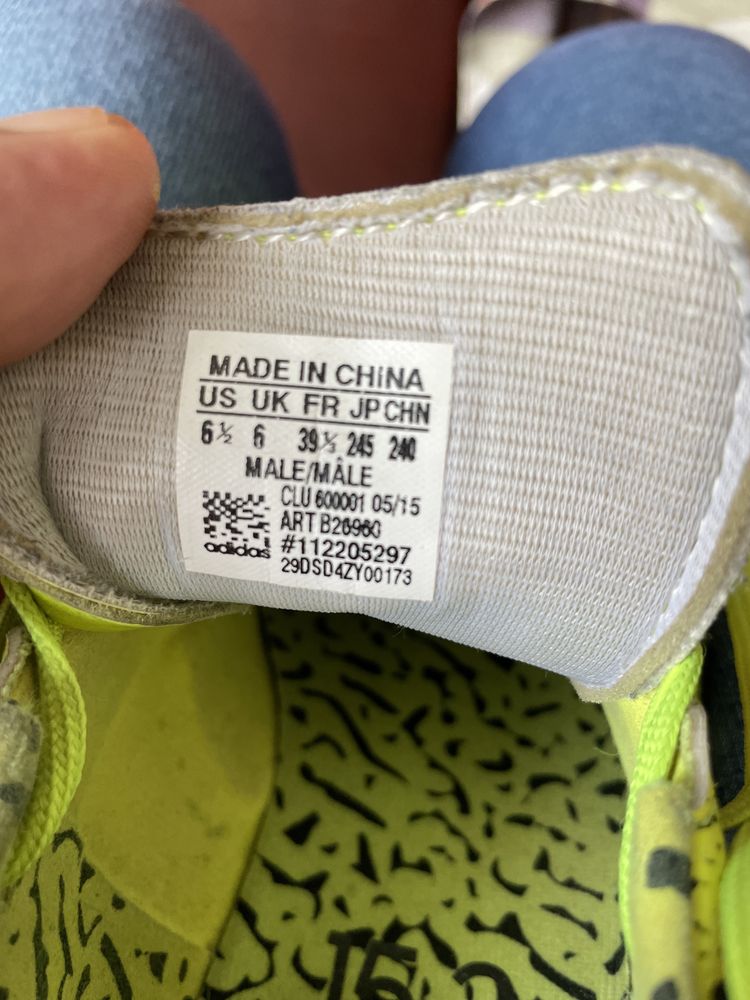 MADE IN CHINA
US UK FR JP CHN
6½ 6 39⅓ 245 240
MALE/MÂLE
CLU 600001 05/15
ART B26960
#112205297
29DSD4ZY00173
adidas
15